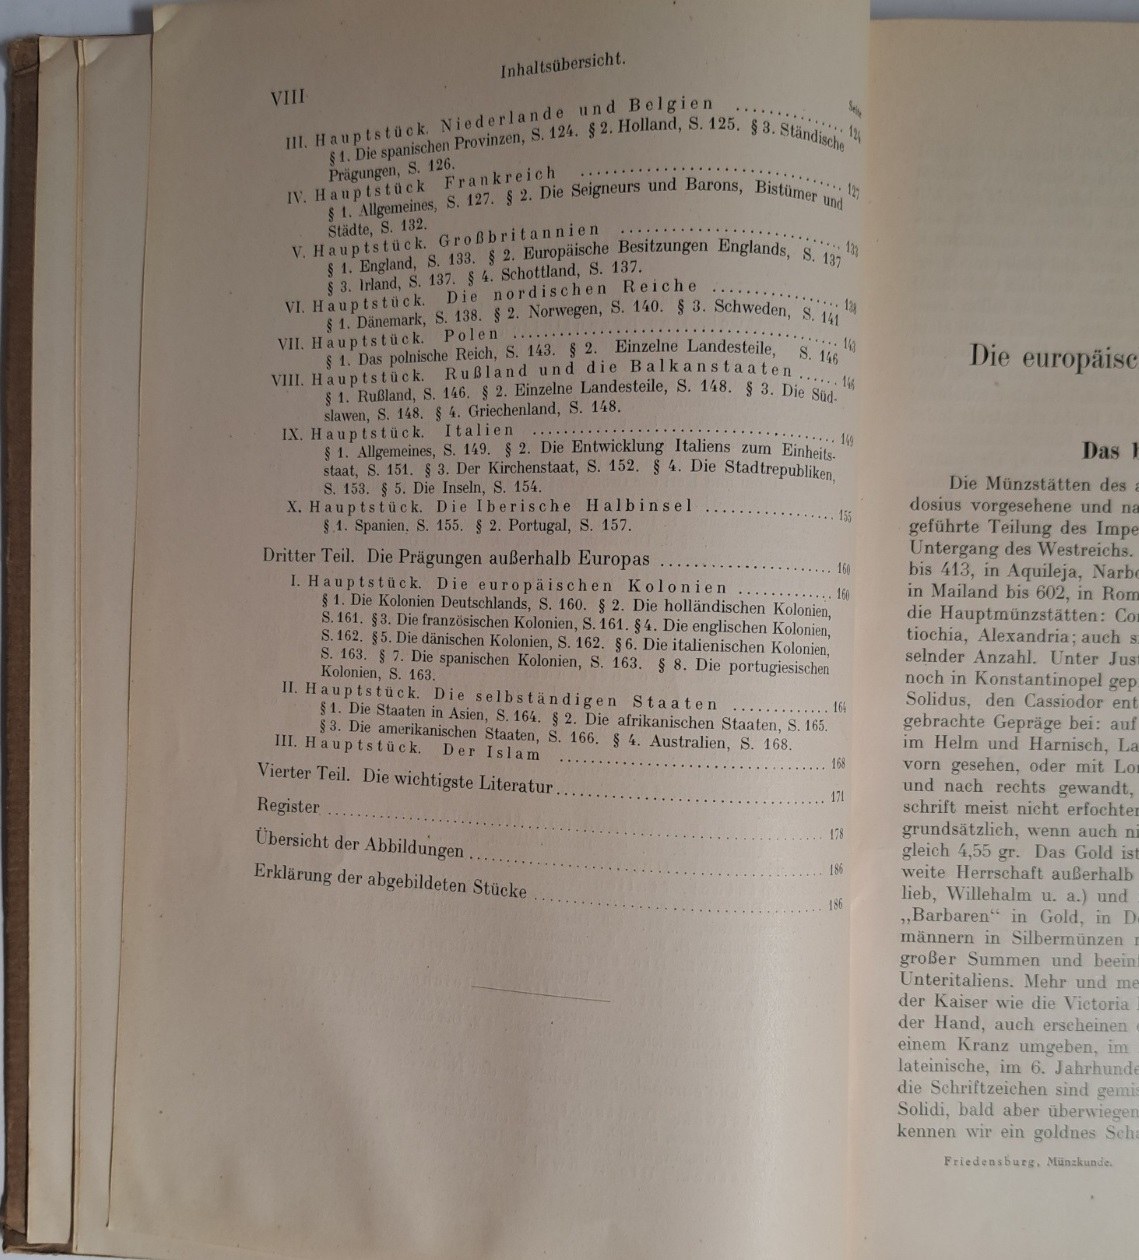 VIII
Inhaltsübersicht.
Seite
III. Hauptstück. Niederlande und Belgien .......... 124
§ 1. Die spanischen Provinzen, S. 124. § 2. Holland, S. 125. § 3. Ständische
Prägungen, S. 126.
IV. Hauptstück Frankreich .......... 127
§ 1. Allgemeines, S. 127. § 2. Die Seigneurs und Barons, Bistümer und
Städte, S. 132.
V. Hauptstück. Großbritannien .......... 133
§ 1. England, S. 133. § 2. Europäische Besitzungen Englands, S. 137
§ 3. Irland, S. 137. § 4. Schottland, S. 137.
VI. Hauptstück. Die nordischen Reiche .......... 138
§ 1. Dänemark, S. 138. § 2. Norwegen, S. 140. § 3. Schweden, S. 141
VII. Hauptstück. Polen .......... 143
§ 1. Das polnische Reich, S. 143. § 2. Einzelne Landesteile, S. 146
VIII. Hauptstück. Rußland und die Balkanstaaten ...... 146
§ 1. Rußland, S. 146. § 2. Einzelne Landesteile, S. 148. § 3. Die Süd-
slawen, S. 148. § 4. Griechenland, S. 148.
IX. Hauptstück. Italien .......... 149
§ 1. Allgemeines, S. 149. § 2. Die Entwicklung Italiens zum Einheits-
staat, S. 151. § 3. Der Kirchenstaat, S. 152. § 4. Die Stadtrepubliken,
S. 153. § 5. Die Inseln, S. 154.
X. Hauptstück. Die Iberische Halbinsel .......... 155
§ 1. Spanien, S. 155. § 2. Portugal, S. 157.
Dritter Teil. Die Prägungen außerhalb Europas .......... 160
I. Hauptstück. Die europäischen Kolonien .......... 160
§ 1. Die Kolonien Deutschlands, S. 160. § 2. Die holländischen Kolonien,
S. 161. § 3. Die französischen Kolonien, S. 161. § 4. Die englischen Kolonien,
S. 162. § 5. Die dänischen Kolonien, S. 162. § 6. Die italienischen Kolonien,
S. 163. § 7. Die spanischen Kolonien, S. 163. § 8. Die portugiesischen
Kolonien, S. 163.
II. Hauptstück. Die selbständigen Staaten .......... 164
§ 1. Die Staaten in Asien, S. 164. § 2. Die afrikanischen Staaten, S. 165.
§ 3. Die amerikanischen Staaten, S. 166. § 4. Australien, S. 168.
III. Hauptstück. Der Islam .......... 168
Vierter Teil. Die wichtigste Literatur .......... 171
Register .......... 178
Übersicht der Abbildungen .......... 186
Erklärung der abgebildeten Stücke .......... 186
Die europäisc
Das
Die Münzstätten des a
dosius vorgesehene und na
geführte Teilung des Impe
Untergang des Westreichs.
bis 413, in Aquileja, Narbo
in Mailand bis 602, in Rom
die Hauptmünzstätten: Co
tiochia, Alexandria; auch s
selnder Anzahl. Unter Just
noch in Konstantinopel gep
Solidus, den Cassiodor ent
gebrachte Gepräge bei: auf
im Helm und Harnisch, La
vorn gesehen, oder mit Lor
und nach rechts gewandt,
schrift meist nicht erfochten
grundsätzlich, wenn auch ni
gleich 4,55 gr. Das Gold ist
weite Herrschaft außerhalb
lieb, Willehalm u. a.) und
„Barbaren“ in Gold, in D
männern in Silbermünzen
großer Summen und beein
Unteritaliens. Mehr und me
der Kaiser wie die Victoria
der Hand, auch erscheinen
einem Kranz umgeben, im
lateinische, im 6. Jahrhunde
die Schriftzeichen sind gemis
Solidi, bald aber überwiegen
kennen wir ein goldnes Sch
Friedensburg, Münzkunde.